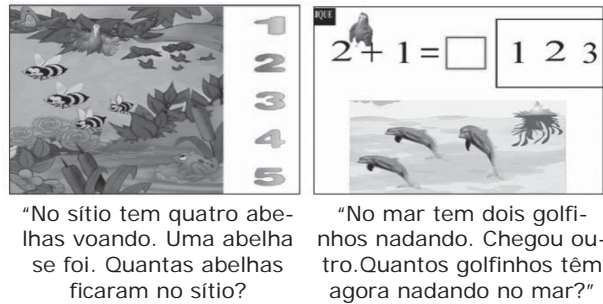 1
2
3
4
5
"No sítio tem quatro abe-
lhas voando. Uma abelha
se foi. Quantas abelhas
ficaram no sítio?
IQUE
2 + 1 = 
1 2 3
"No mar tem dois golfi-
nhos nadando. Chegou ou-
tro.Quantos golfinhos têm
agora nadando no mar?"